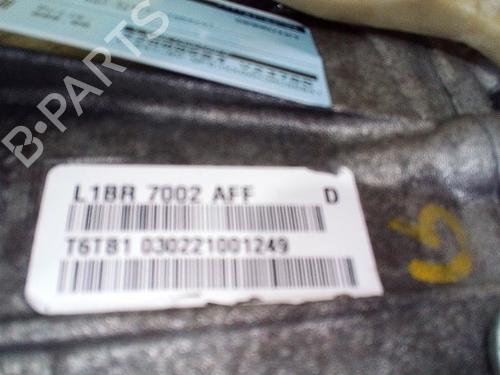 B-PARTS
L1BR 7002 AFF D
T6TB1 030221001249